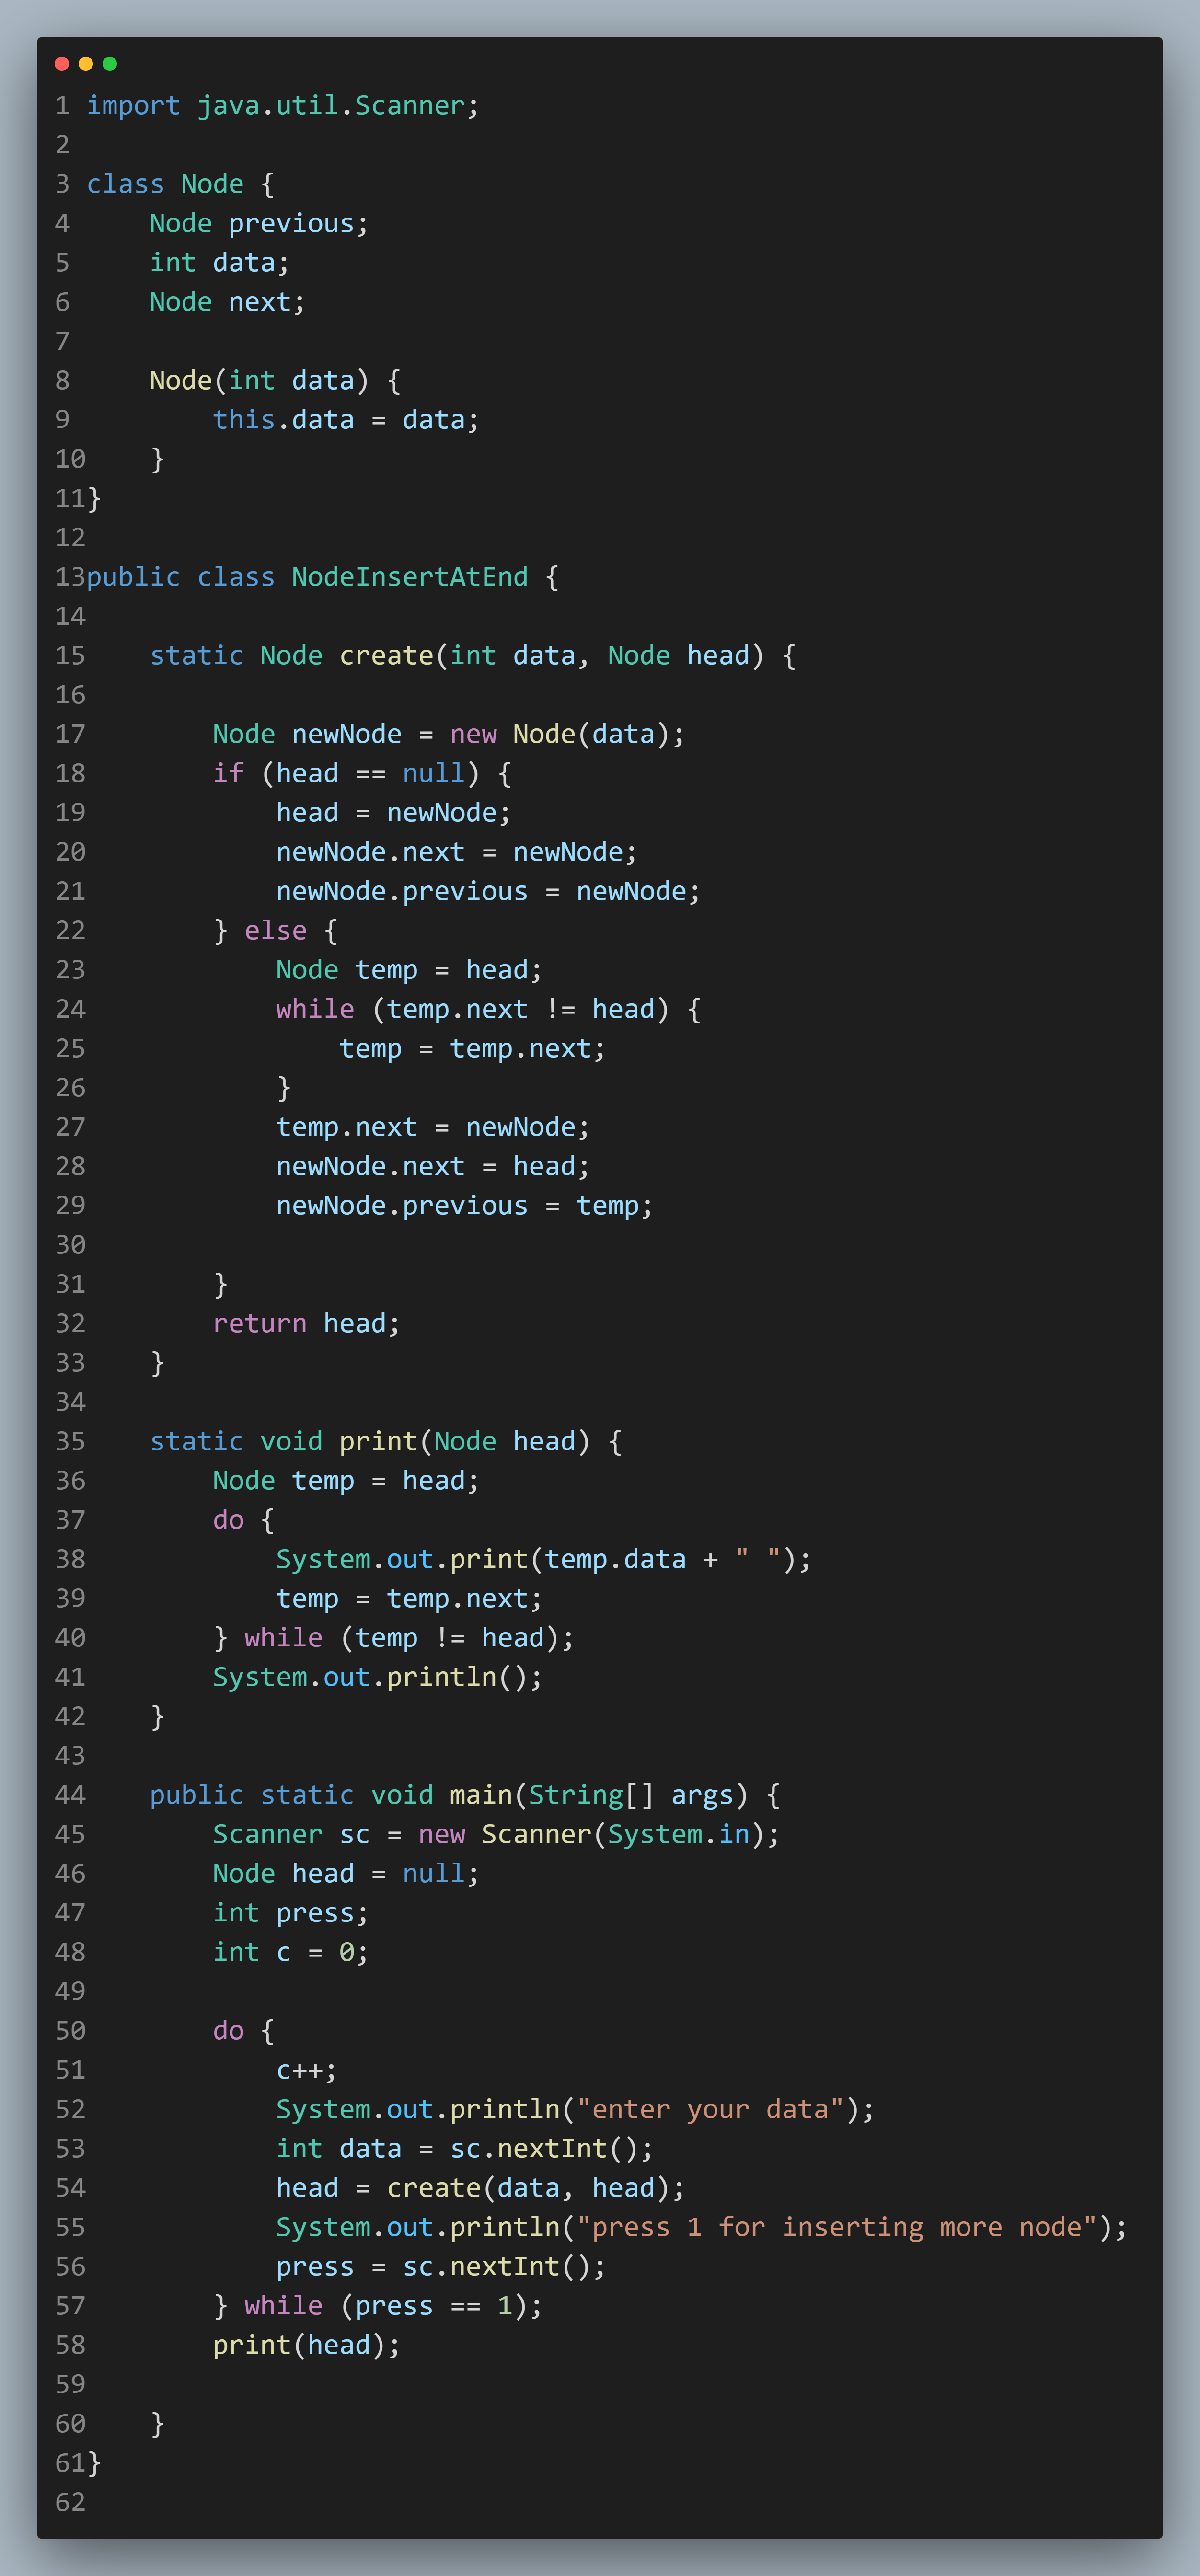 1 import java.util.Scanner;
2
3 class Node {
4     Node previous;
5     int data;
6     Node next;
7
8     Node(int data) {
9         this.data = data;
10     }
11 }
12
13 public class NodeInsertAtEnd {
14
15     static Node create(int data, Node head) {
16
17         Node newNode = new Node(data);
18         if (head == null) {
19             head = newNode;
20             newNode.next = newNode;
21             newNode.previous = newNode;
22         } else {
23             Node temp = head;
24             while (temp.next != head) {
25                 temp = temp.next;
26             }
27             temp.next = newNode;
28             newNode.next = head;
29             newNode.previous = temp;
30
31         }
32         return head;
33     }
34
35     static void print(Node head) {
36         Node temp = head;
37         do {
38             System.out.print(temp.data + " ");
39             temp = temp.next;
40         } while (temp != head);
41         System.out.println();
42     }
43
44     public static void main(String[] args) {
45         Scanner sc = new Scanner(System.in);
46         Node head = null;
47         int press;
48         int c = 0;
49
50         do {
51             c++;
52             System.out.println("enter your data");
53             int data = sc.nextInt();
54             head = create(data, head);
55             System.out.println("press 1 for inserting more node");
56             press = sc.nextInt();
57         } while (press == 1);
58         print(head);
59
60     }
61 }
62